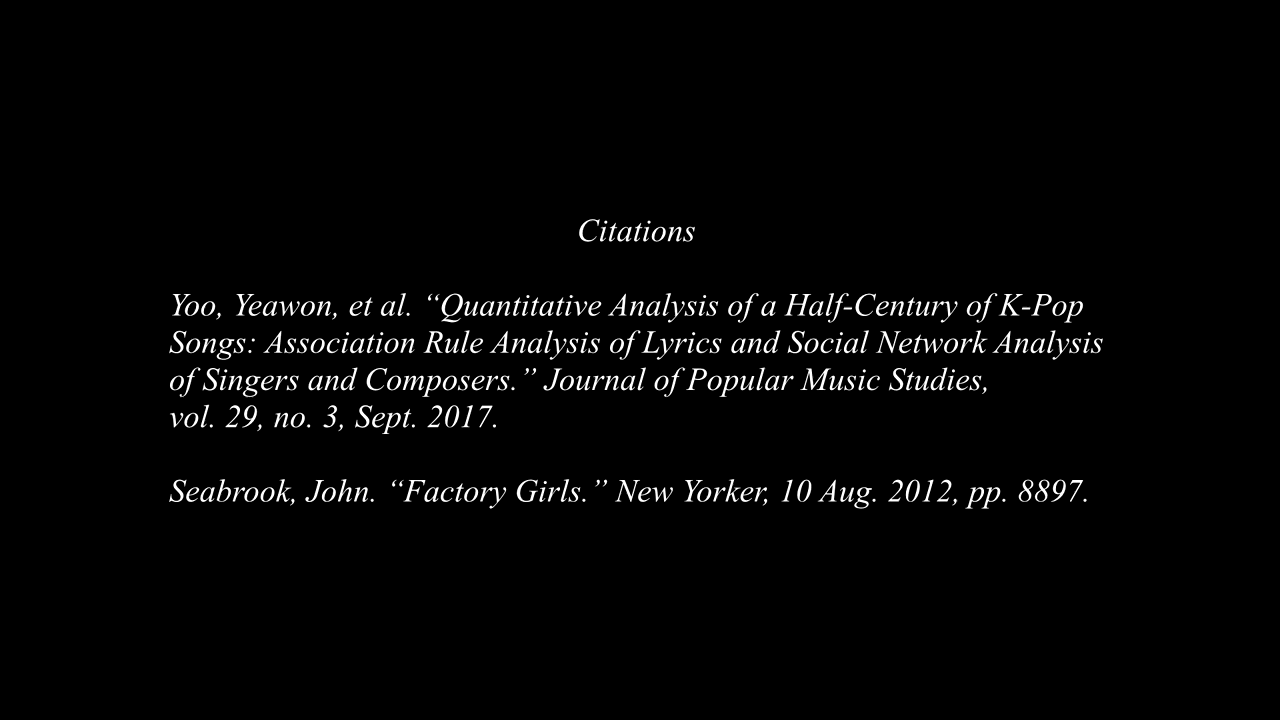 Citations
Yoo, Yeawon, et al. “Quantitative Analysis of a Half-Century of K-Pop
Songs: Association Rule Analysis of Lyrics and Social Network Analysis
of Singers and Composers.” Journal of Popular Music Studies,
vol. 29, no. 3, Sept. 2017.
Seabrook, John. “Factory Girls.” New Yorker, 10 Aug. 2012, pp. 8897.